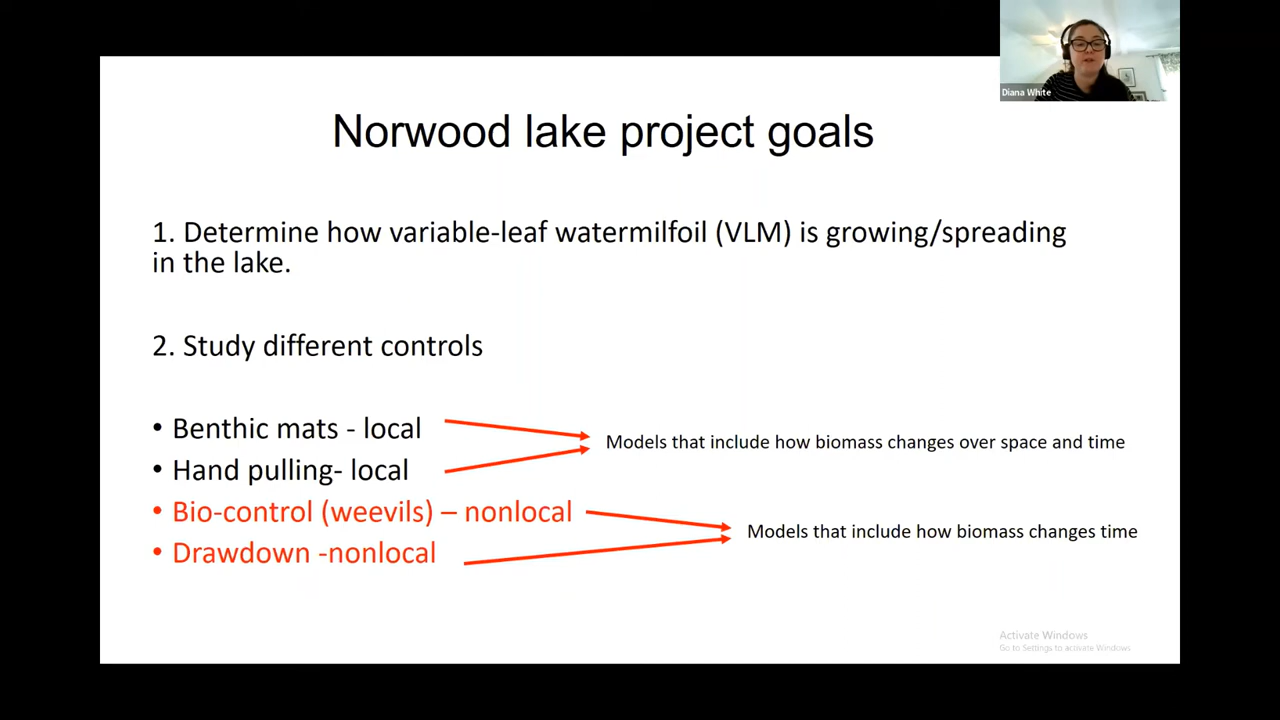 Diana White
Norwood lake project goals
1. Determine how variable-leaf watermilfoil (VLM) is growing/spreading
in the lake.
2. Study different controls
• Benthic mats - local
• Hand pulling- local
Models that include how biomass changes over space and time
• Bio-control (weevils) – nonlocal
• Drawdown -nonlocal
Models that include how biomass changes time
Activate Windows
Go to Settings to activate Windows.